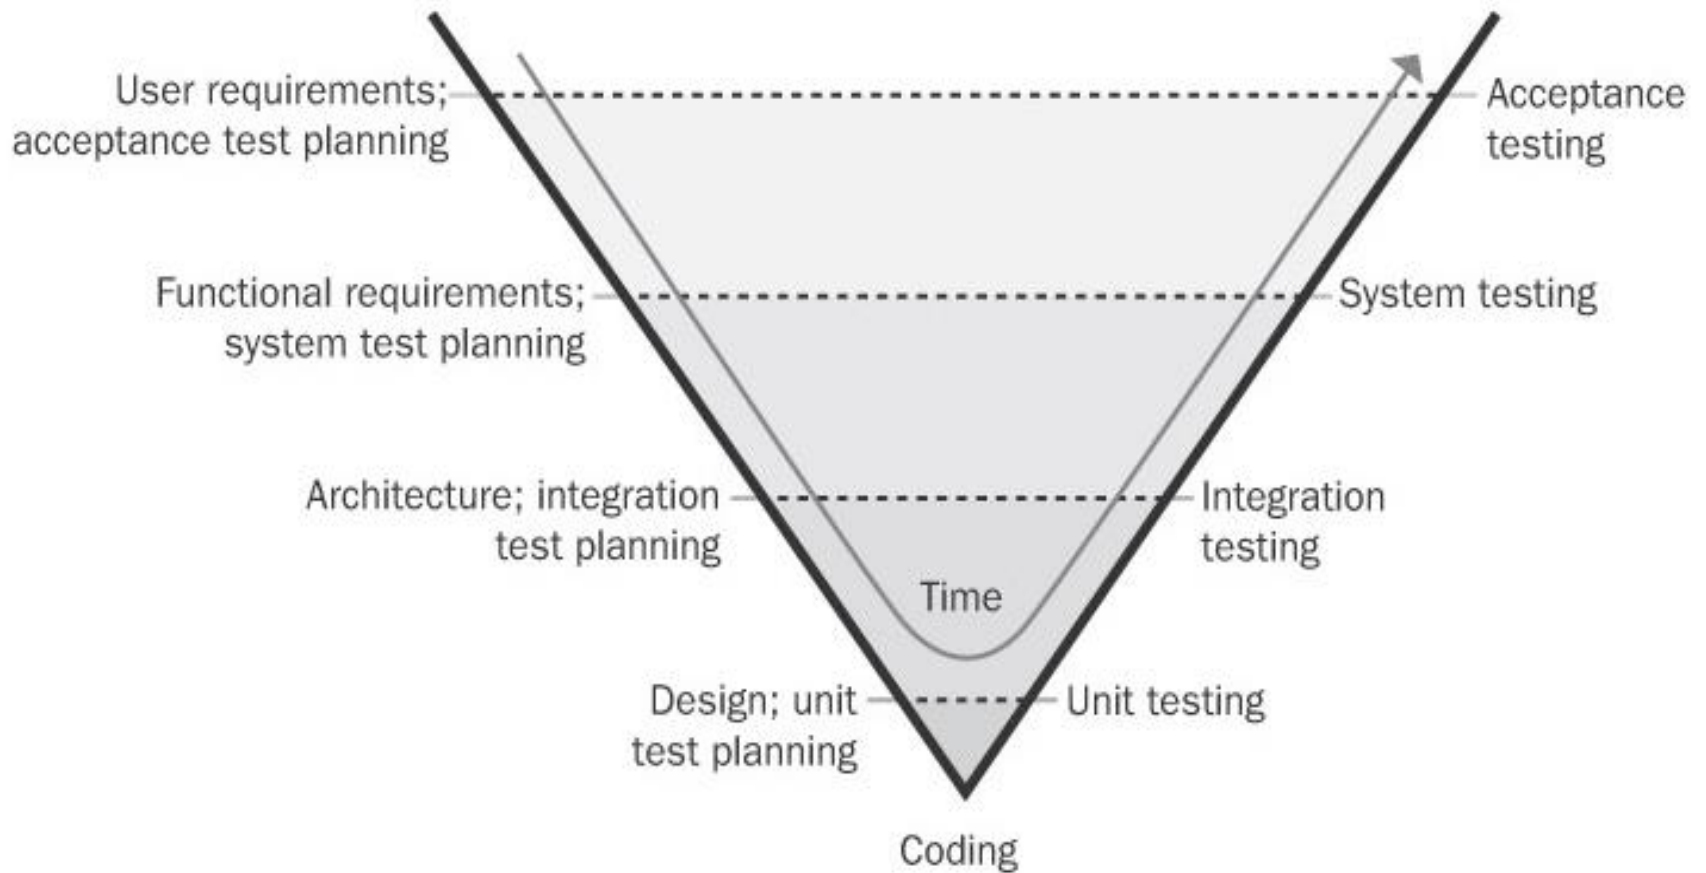 User requirements;
acceptance test planning
Acceptance
testing
Functional requirements;
system test planning
System testing
Architecture; integration
test planning
Integration
testing
Time
Design; unit
test planning
Unit testing
Coding